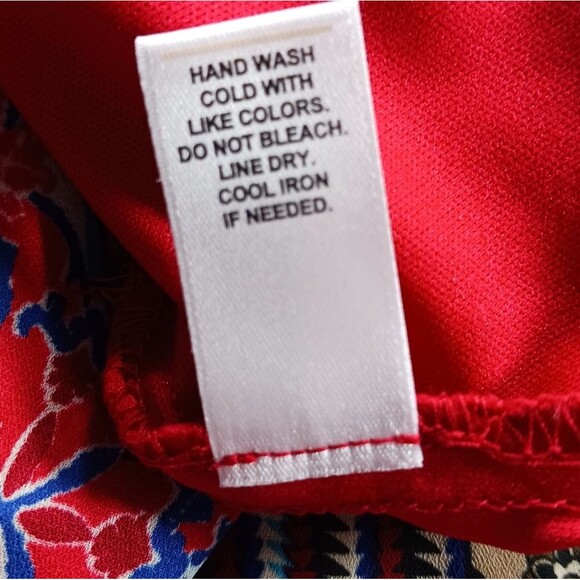 HAND WASH
COLD WITH
LIKE COLORS.
DO NOT BLEACH.
LINE DRY.
COOL IRON
IF NEEDED.